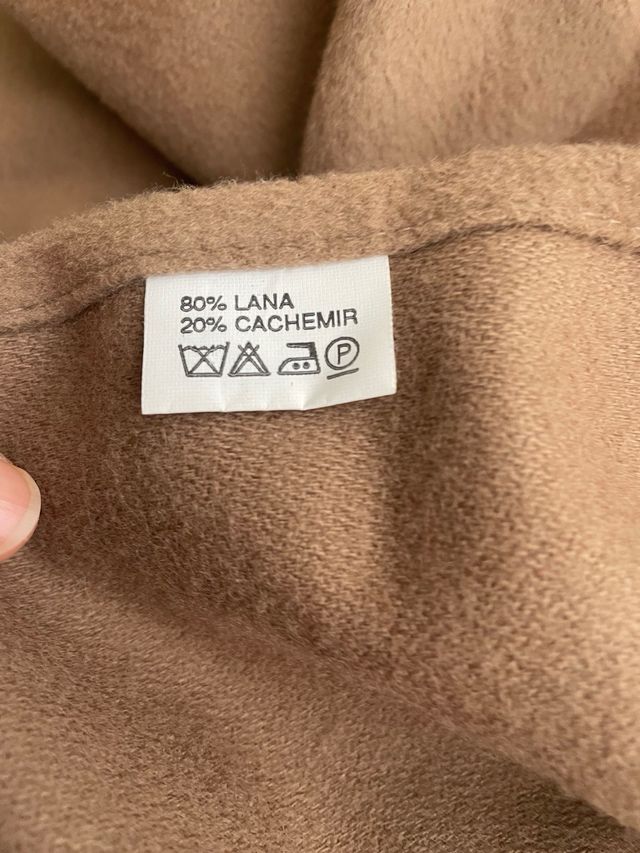 80% LANA
20% CACHEMIR
P